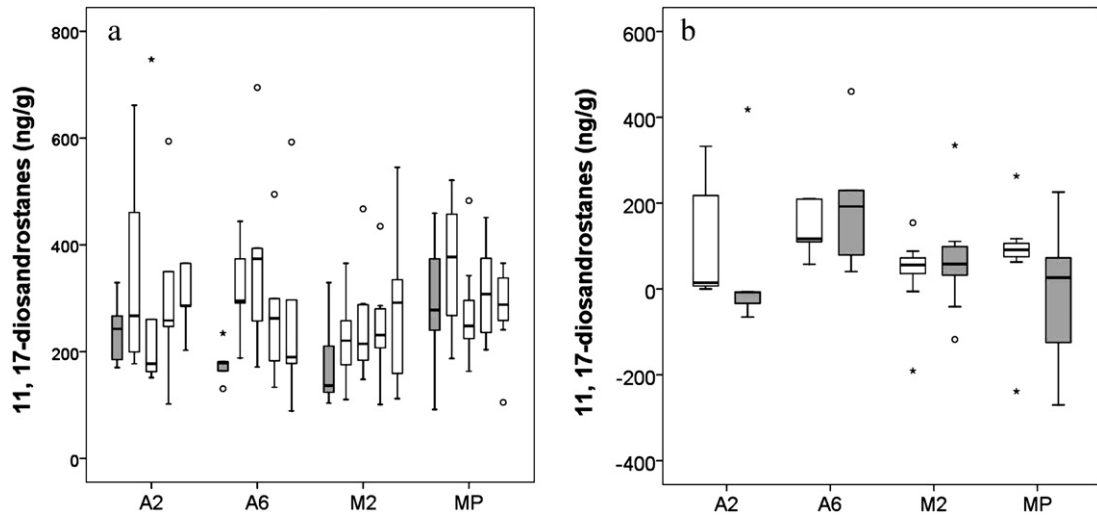 a
11, 17-diosandrostanes (ng/g)
800
600
400
200
0
A2 A6 M2 MP
b
11, 17-diosandrostanes (ng/g)
600
400
200
0
-200
-400
A2 A6 M2 MP